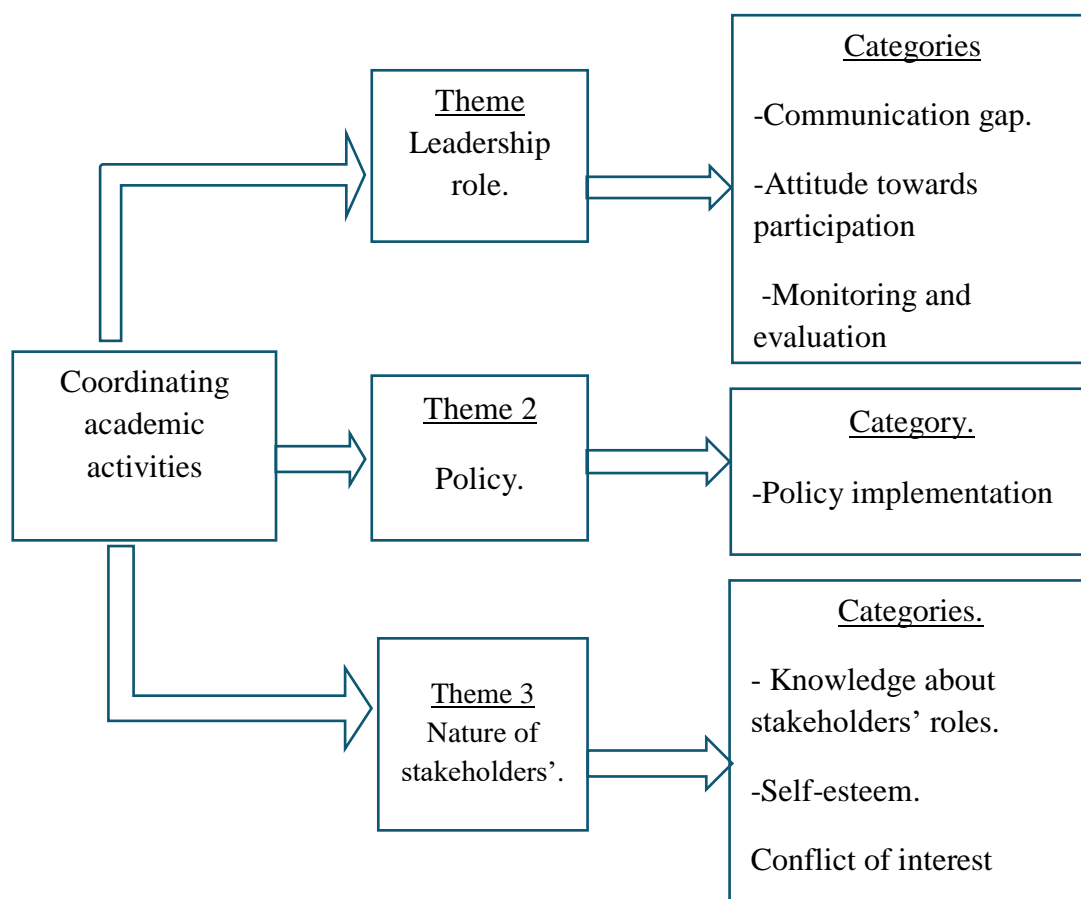 Theme
Leadership
role.
Categories
-Communication gap.
-Attitude towards
participation
-Monitoring and
evaluation
Coordinating
academic
activities
Theme 2
Policy.
Category.
-Policy implementation
Theme 3
Nature of
stakeholders’.
Categories.
- Knowledge about
stakeholders’ roles.
-Self-esteem.
Conflict of interest